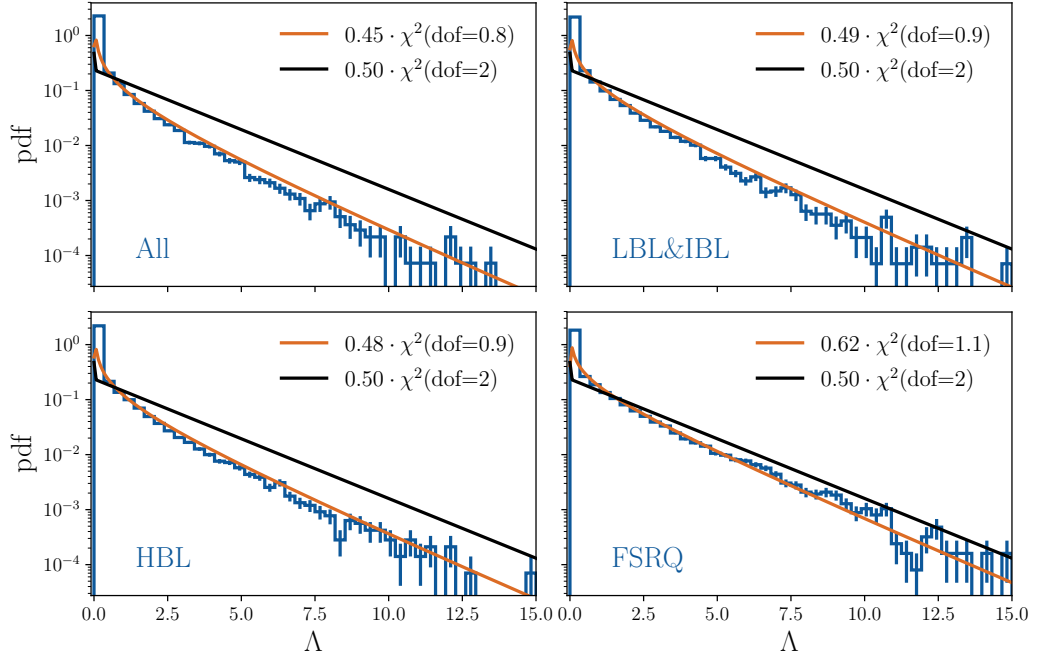 0.45 · χ²(dof=0.8)
0.50 · χ²(dof=2)
10⁰
10⁻¹
10⁻²
10⁻³
10⁻⁴
pdf
All
0.49 · χ²(dof=0.9)
0.50 · χ²(dof=2)
LBL&IBL
0.48 · χ²(dof=0.9)
0.50 · χ²(dof=2)
10⁰
10⁻¹
10⁻²
10⁻³
10⁻⁴
pdf
HBL
0.0 2.5 5.0 7.5 10.0 12.5 15.0
Λ
0.62 · χ²(dof=1.1)
0.50 · χ²(dof=2)
FSRQ
0.0 2.5 5.0 7.5 10.0 12.5 15.0
Λ